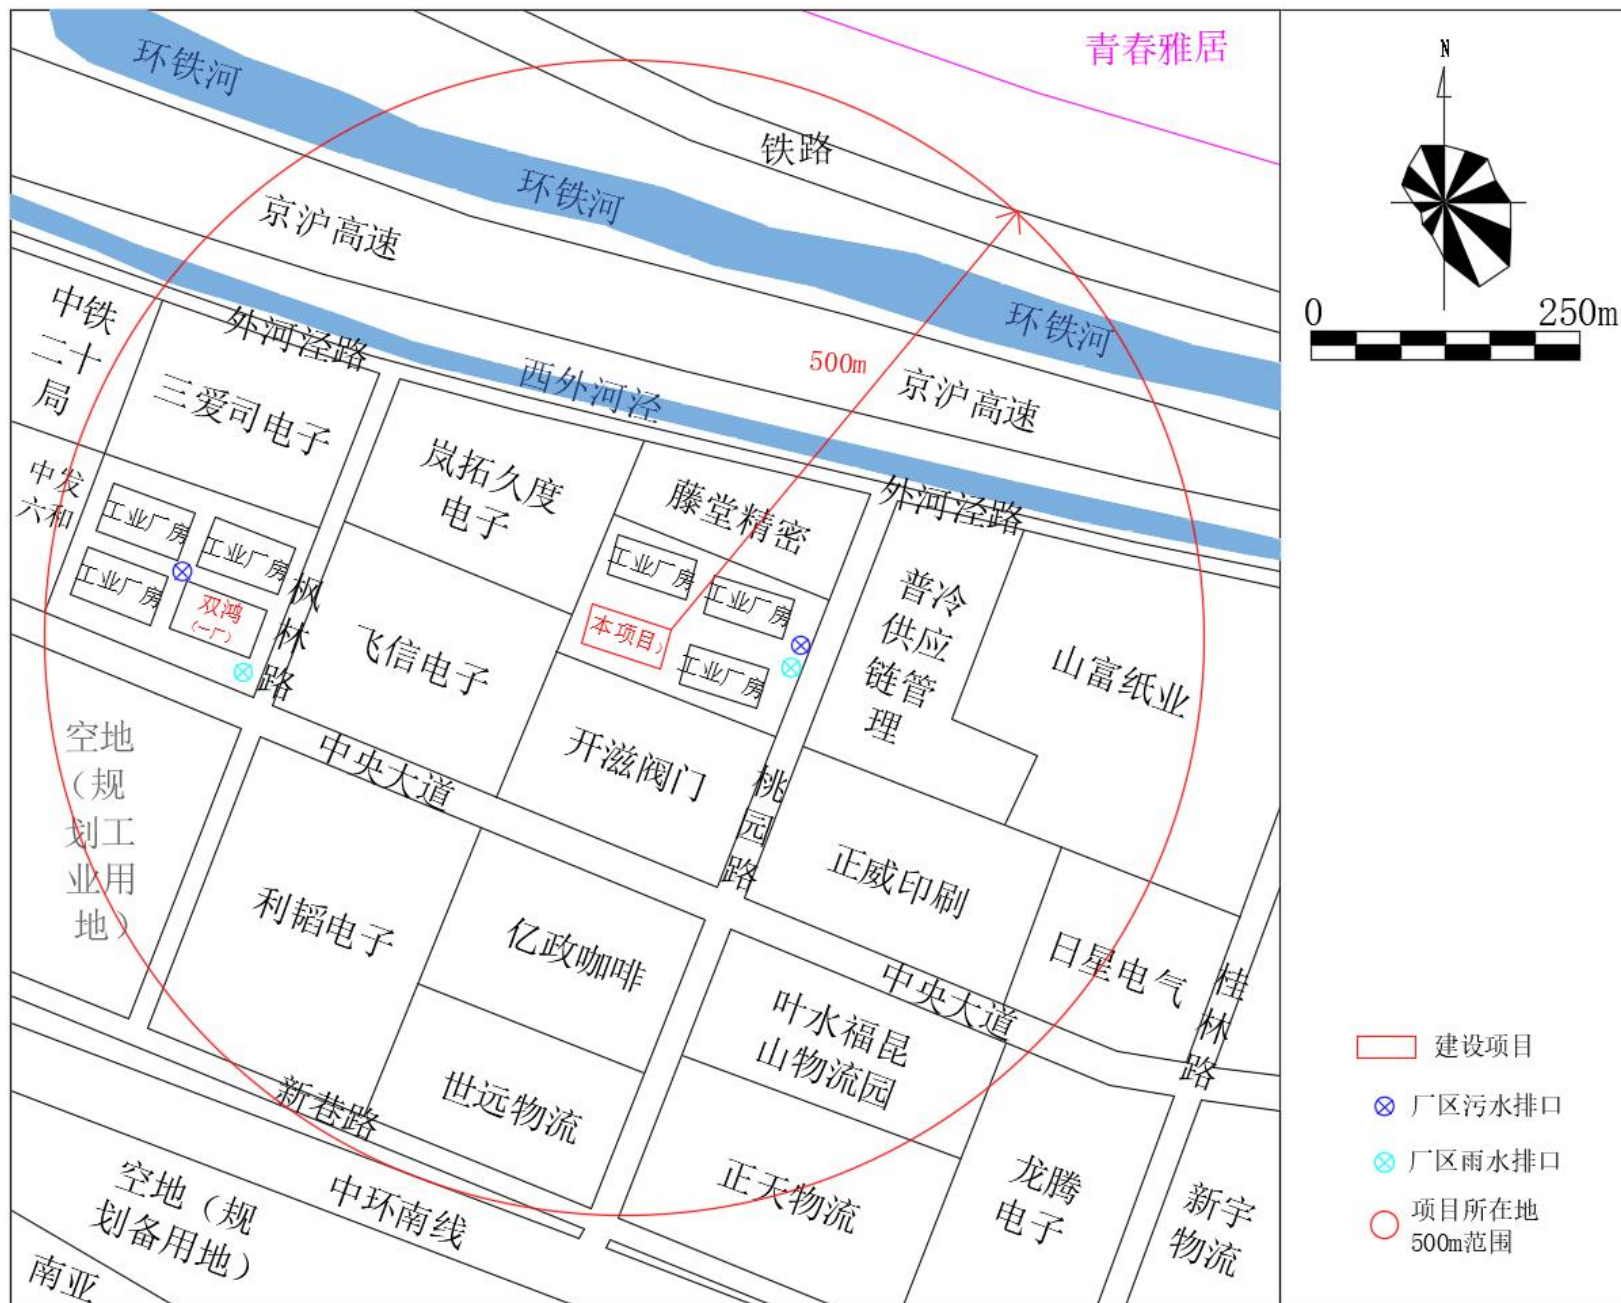 青春雅居
环铁河
铁路
环铁河
京沪高速
环铁河
中铁
二十
局
外河泾路
三爱司电子
西外河泾
500m
京沪高速
岚拓久度
电子
藤堂精密
外河泾路
中发
六和
工业厂房
工业厂房
工业厂房
双鸿
(一厂)
枫
林
路
飞信电子
工业厂房
工业厂房
本项目)
工业厂房
普冷
供应
链管
理
山富纸业
空地
(规
划工
业用
地)
中央大道
开滋阀门
桃
园
路
正威印刷
利韬电子
亿政咖啡
中央大道
日星电气
桂
林
路
叶水福昆
山物流园
新巷路
世远物流
正天物流
龙腾
电子
新宇
物流
中环南线
空地(规
划备用地)
南亚
N
0
250m
建设项目
厂区污水排口
厂区雨水排口
项目所在地
500m范围